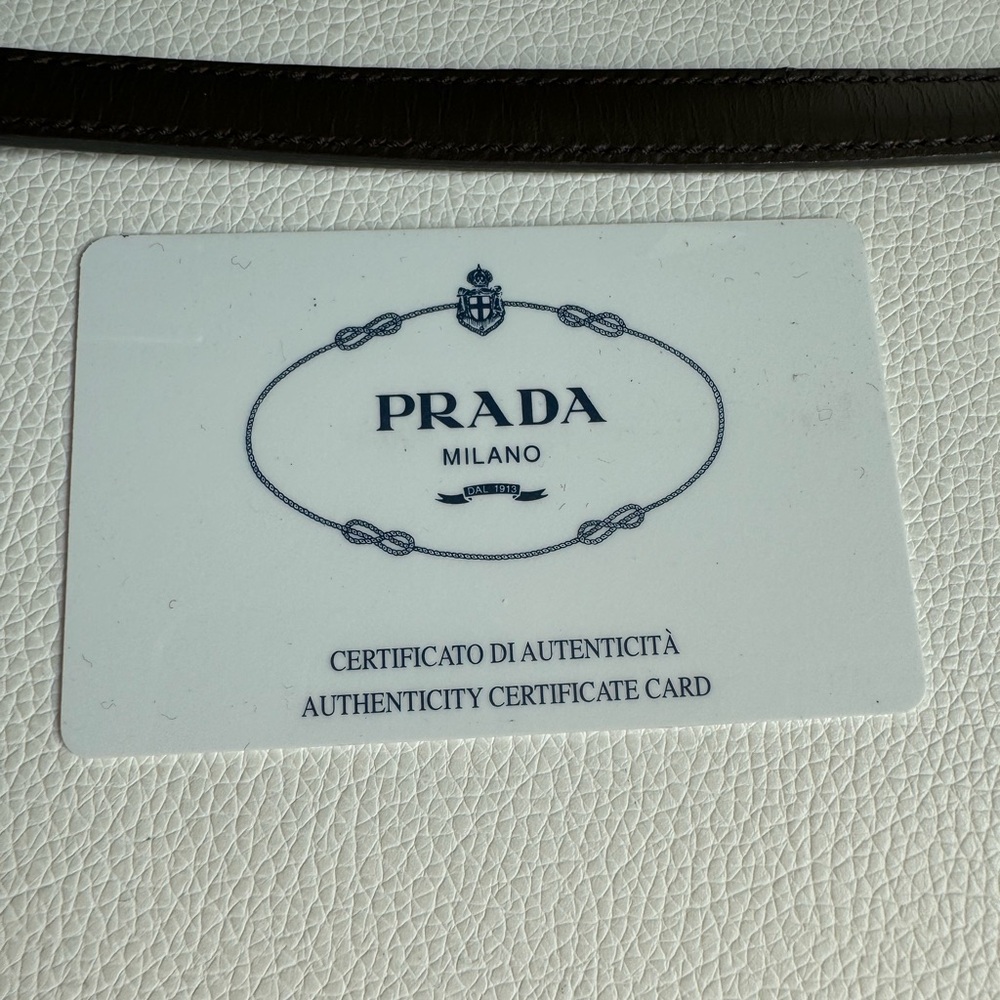 PRADA
MILANO
DAL 1913
CERTIFICATO DI AUTENTICITÀ
AUTHENTICITY CERTIFICATE CARD